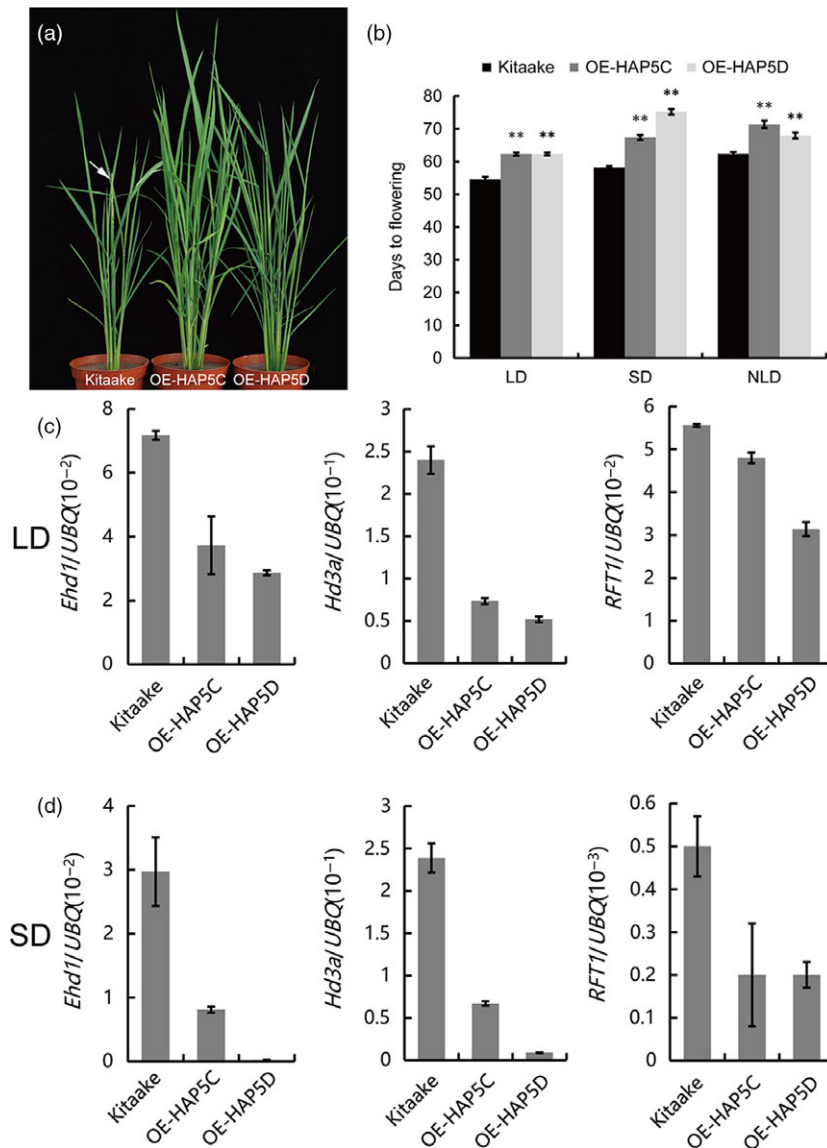 (a)
Kitaake OE-HAP5C OE-HAP5D
(b)
Kitaake OE-HAP5C OE-HAP5D
Days to flowering
80
70
60
50
40
30
20
10
0
** **
** **
** **
LD SD NLD
(c)
LD
Ehd1/UBQ(10⁻²)
8
6
4
2
0
Kitaake
OE-HAP5C
OE-HAP5D
Hd3a/UBQ(10⁻¹)
3
2.5
2
1.5
1
0.5
0
Kitaake
OE-HAP5C
OE-HAP5D
RFT1/UBQ(10⁻²)
6
5
4
3
2
1
0
Kitaake
OE-HAP5C
OE-HAP5D
(d)
SD
Ehd1/UBQ(10⁻²)
4
3
2
1
0
Kitaake
OE-HAP5C
OE-HAP5D
Hd3a/UBQ(10⁻¹)
3
2.5
2
1.5
1
0.5
0
Kitaake
OE-HAP5C
OE-HAP5D
RFT1/UBQ(10⁻³)
0.6
0.5
0.4
0.3
0.2
0.1
0
Kitaake
OE-HAP5C
OE-HAP5D